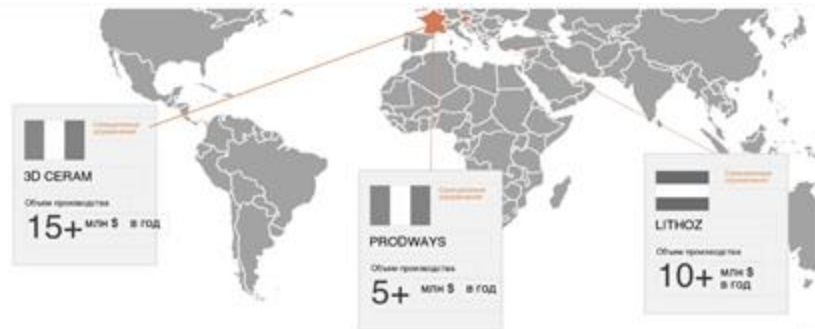 3D CERAM
Объем производства
15+ млн $ в год
PRODWAYS
Объем производства
5+ млн $ в год
LITHOZ
Объем производства
10+ млн $
в год